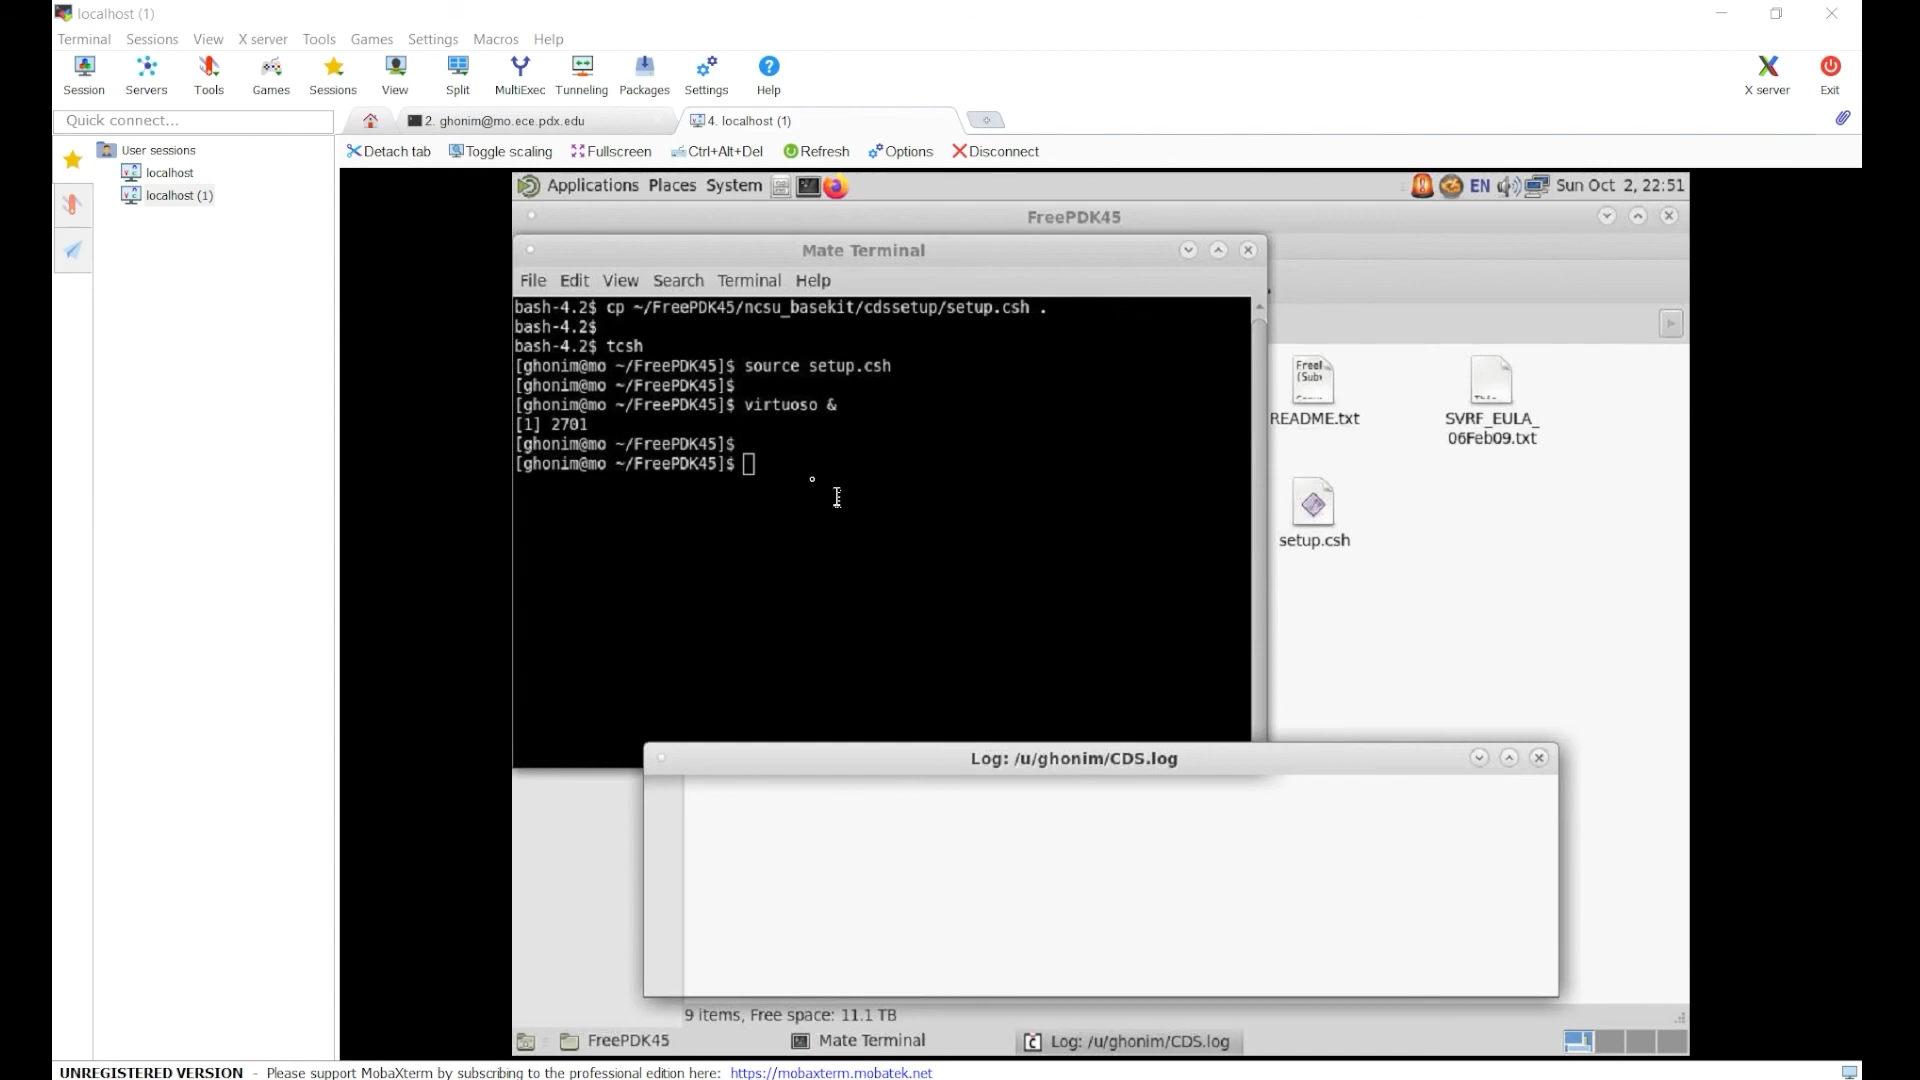 localhost (1)
Terminal Sessions View X server Tools Games Settings Macros Help
Session Servers Tools Games Sessions View Split MultiExec Tunneling Packages Settings Help X server Exit
Quick connect...
2. ghonim@mo.ece.pdx.edu
4. localhost (1)
Detach tab Toggle scaling Fullscreen Ctrl+Alt+Del Refresh Options Disconnect
User sessions
localhost
localhost (1)
Applications Places System EN Sun Oct 2, 22:51
FreePDK45
Mate Terminal
File Edit View Search Terminal Help
bash-4.2$ cp ~/FreePDK45/ncsu_basekit/cdssetup/setup.csh .
bash-4.2$
bash-4.2$ tcsh
[ghonim@mo ~/FreePDK45]$ source setup.csh
[ghonim@mo ~/FreePDK45]$
[ghonim@mo ~/FreePDK45]$ virtuoso &
[1] 2701
[ghonim@mo ~/FreePDK45]$
[ghonim@mo ~/FreePDK45]$
README.txt
SVRF_EULA_
06Feb09.txt
setup.csh
Log: /u/ghonim/CDS.log
9 items, Free space: 11.1 TB
FreePDK45
Mate Terminal
Log: /u/ghonim/CDS.log
UNREGISTERED VERSION - Please support MobaXterm by subscribing to the professional edition here: https://mobaxterm.mobatek.net